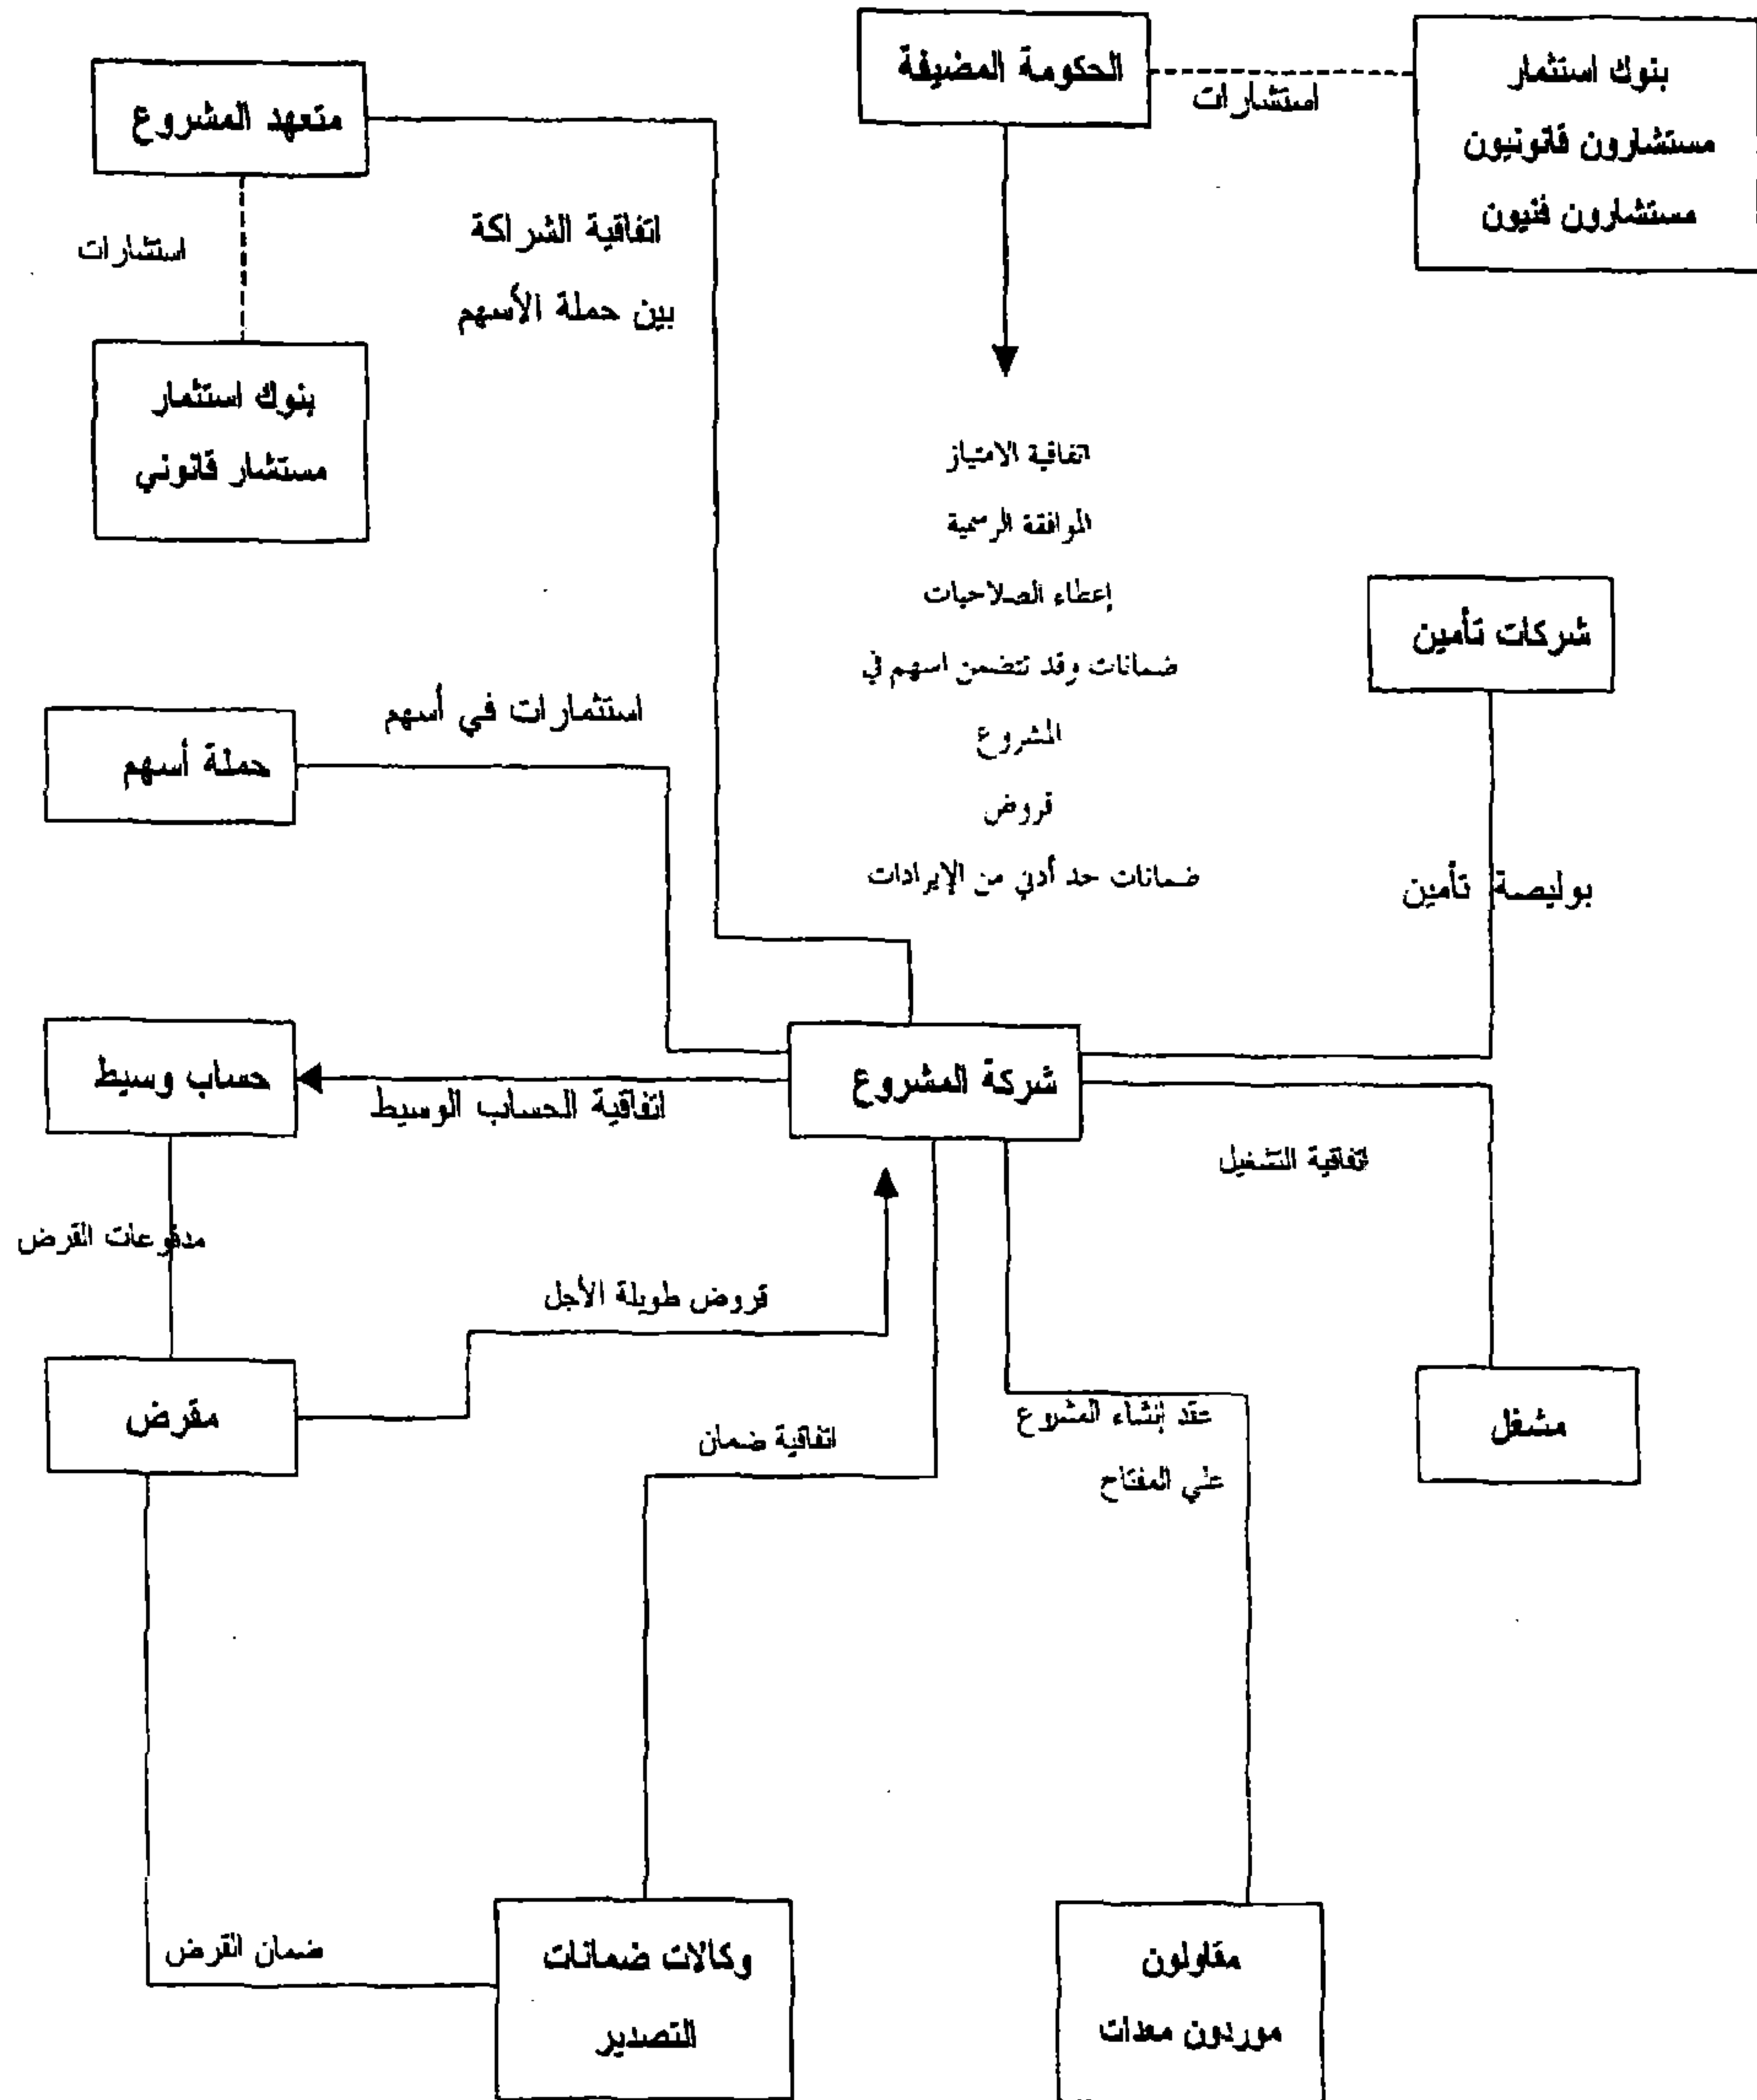 الحكومة المضيفة
استشارات
بنوك استثمار
مستشارون قانونيون
مستشارون فنيون
متعهد المشروع
استشارات
بنوك استثمار
مستشار قانوني
اتفاقية الشراكة
بين حملة الأسهم
اتفاقية الامتياز
الموافقة الرسمية
إعطاء الصلاحيات
ضمانات وقد تتضمن اسهم في
المشروع
قروض
ضمانات حد أدنى من الإيرادات
شركات تأمين
بوليصة تأمين
استثمارات في أسهم
حملة أسهم
شركة المشروع
اتفاقية الحساب الوسيط
حساب وسيط
اتفاقية التشغيل
مدفوعات القرض
قروض طويلة الأجل
مقرض
مشغل
عقد إنشاء المشروع
علي المفتاح
اتفاقية ضمان
ضمان القرض
وكالات ضمانات
التصدير
مقاولون
موردون معدات